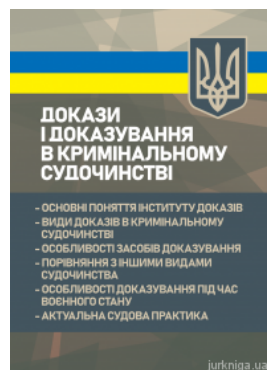 ДОКАЗИ
І ДОКАЗУВАННЯ
В КРИМІНАЛЬНОМУ
СУДОЧИНСТВІ
- ОСНОВНІ ПОНЯТТЯ ІНСТИТУТУ ДОКАЗІВ
- ВИДИ ДОКАЗІВ В КРИМІНАЛЬНОМУ
СУДОЧИНСТВІ
- ОСОБЛИВОСТІ ЗАСОБІВ ДОКАЗУВАННЯ
- ПОРІВНЯННЯ З ІНШИМИ ВИДАМИ
СУДОЧИНСТВА
- ОСОБЛИВОСТІ ДОКАЗУВАННЯ ПІД ЧАС
ВОЄННОГО СТАНУ
- АКТУАЛЬНА СУДОВА ПРАКТИКА
jurkniga.ua